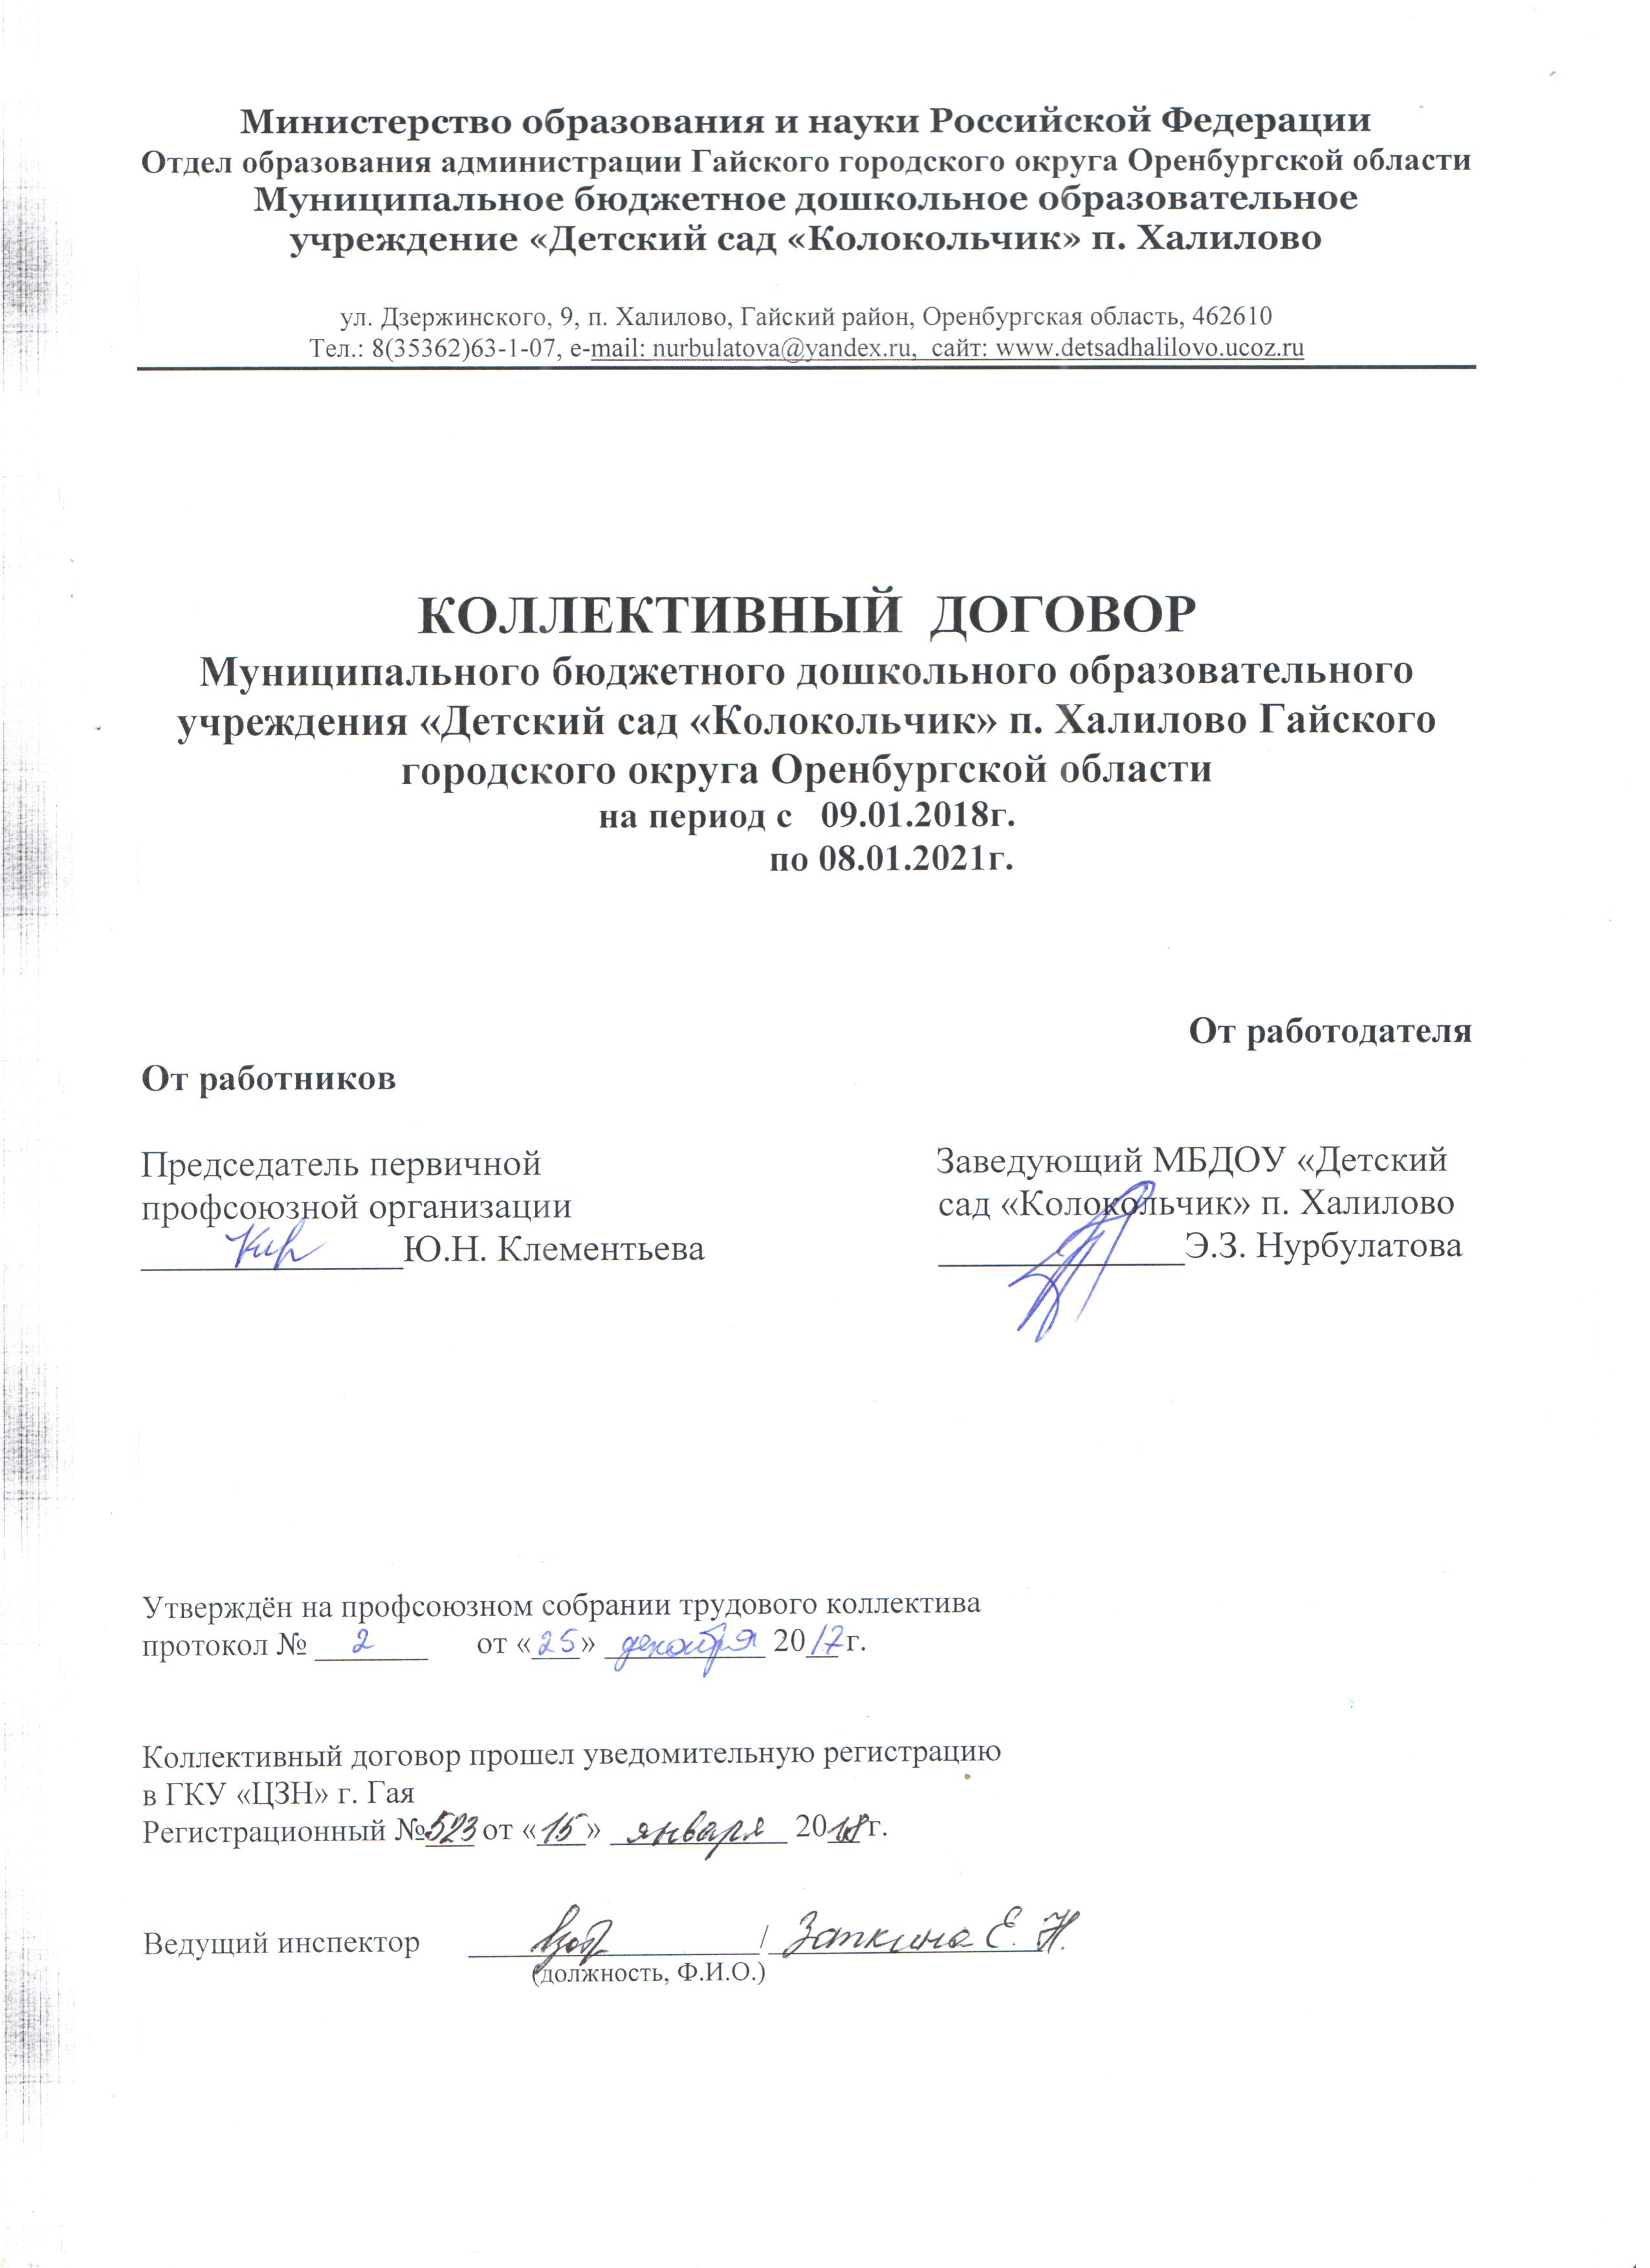 Министерство образования и науки Российской Федерации
Отдел образования администрации Гайского городского округа Оренбургской области
Муниципальное бюджетное дошкольное образовательное
учреждение «Детский сад «Колокольчик» п. Халилово
ул. Дзержинского, 9, п. Халилово, Гайский район, Оренбургская область, 462610
Тел.: 8(35362)63-1-07, e-mail: nurbulatova@yandex.ru, сайт: www.detsadhalilovo.ucoz.ru
КОЛЛЕКТИВНЫЙ ДОГОВОР
Муниципального бюджетного дошкольного образовательного
учреждения «Детский сад «Колокольчик» п. Халилово Гайского
городского округа Оренбургской области
на период с 09.01.2018г.
по 08.01.2021г.
От работодателя
От работников
Председатель первичной
профсоюзной организации
Ю.Н. Клементьева
Заведующий МБДОУ «Детский
сад «Колокольчик» п. Халилово
Э.З. Нурбулатова
Утверждён на профсоюзном собрании трудового коллектива
протокол № 2 от «25» декабря 2017г.
Коллективный договор прошел уведомительную регистрацию
в ГКУ «ЦЗН» г. Гая
Регистрационный №523 от «15» января 2018г.
Ведущий инспектор / Заткина Е. Н.
(должность, Ф.И.О.)